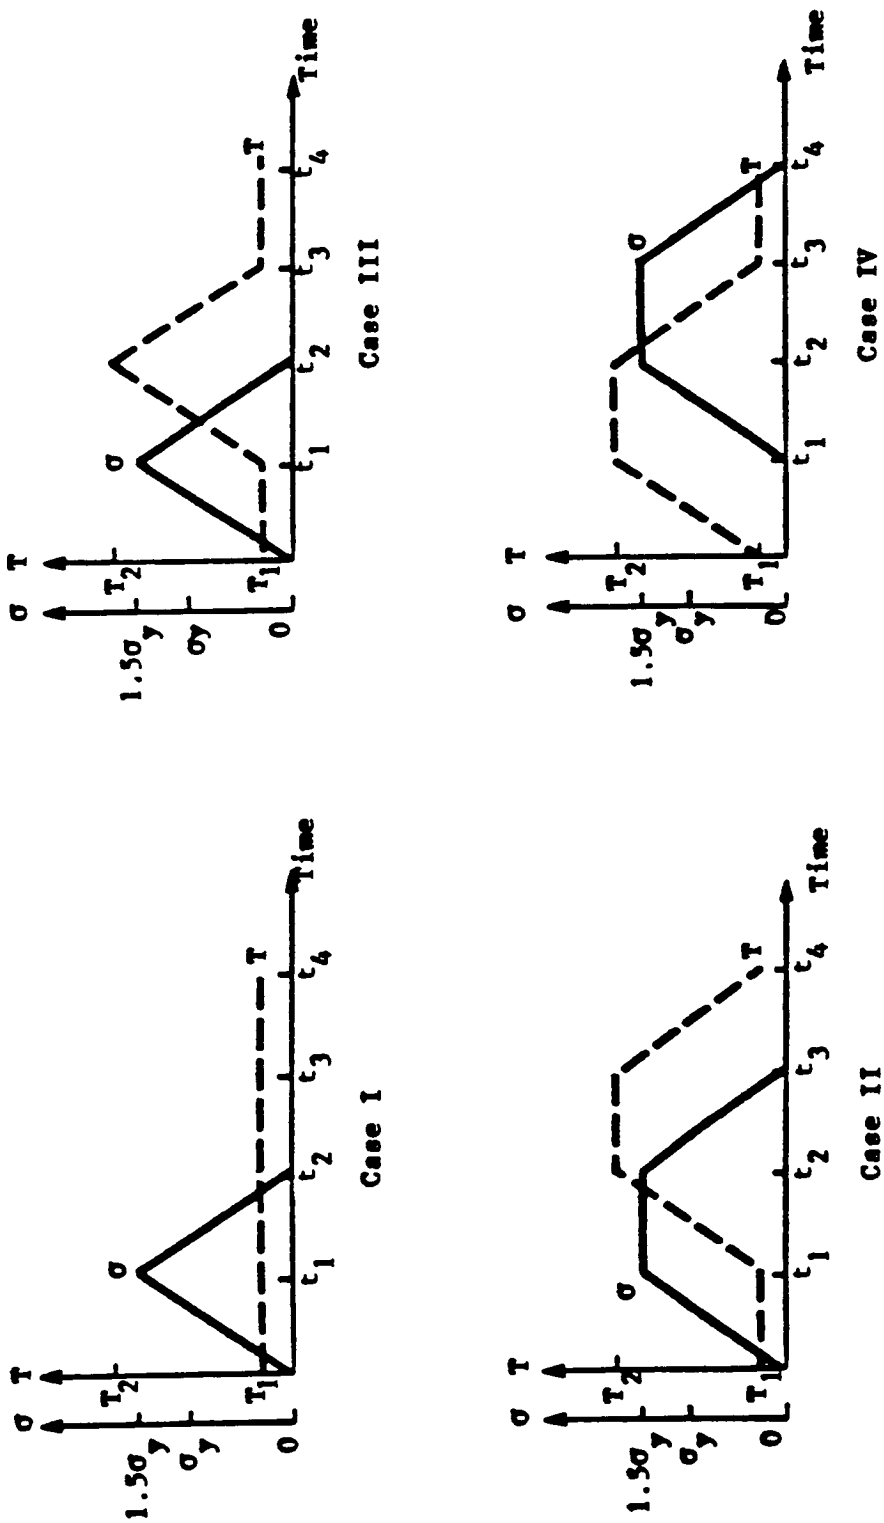 σ T
T₂
1.5σy
σy
T₁
0
σ
T
t₁ t₂ t₃ t₄ Time
Case I
σ T
T₂
1.5σy
σy
T₁
0
σ
T
t₁ t₂ t₃ t₄ Time
Case III
σ T
T₂
1.5σy
σy
T₁
0
σ
T
t₁ t₂ t₃ t₄ Time
Case II
σ T
T₂
1.5σy
σy
T₁
0
σ
T
t₁ t₂ t₃ t₄ Time
Case IV